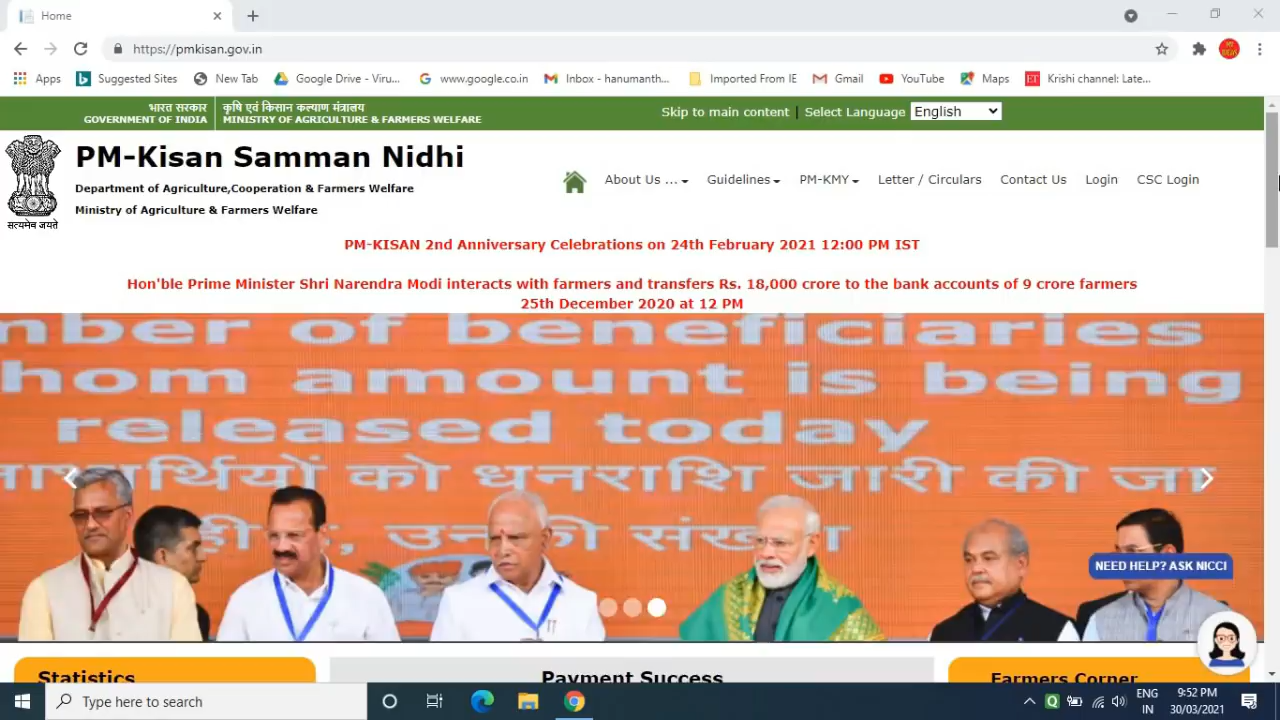 Home
https://pmkisan.gov.in
Apps
Suggested Sites
New Tab
Google Drive - Viru...
www.google.co.in
Inbox - hanumanth...
Imported From IE
Gmail
YouTube
Maps
ET Krishi channel: Late...
भारत सरकार
GOVERNMENT OF INDIA
कृषि एवं किसान कल्याण मंत्रालय
MINISTRY OF AGRICULTURE & FARMERS WELFARE
Skip to main content | Select Language English
सत्यमेव जयते
PM-Kisan Samman Nidhi
Department of Agriculture,Cooperation & Farmers Welfare
Ministry of Agriculture & Farmers Welfare
About Us ... Guidelines PM-KMY Letter / Circulars Contact Us Login CSC Login
PM-KISAN 2nd Anniversary Celebrations on 24th February 2021 12:00 PM IST
Hon'ble Prime Minister Shri Narendra Modi interacts with farmers and transfers Rs. 18,000 crore to the bank accounts of 9 crore farmers
25th December 2020 at 12 PM
mber of beneficiaries
hom amount is being
released today
को धनराशि जारी की
उनकी संख्या
NEED HELP? ASK NICCI
Statistics
Payment Success
Farmers Corner
Type here to search
ENG
IN
9:52 PM
30/03/2021